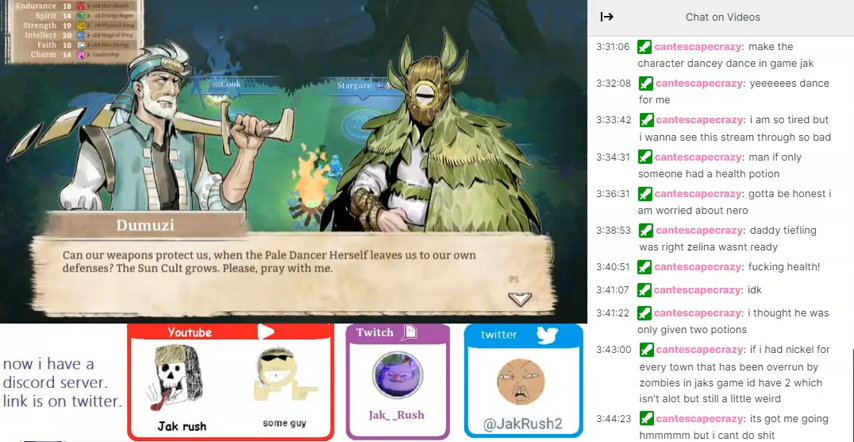 Endurance 18
Spirit 14
Strength 19
Intellect 20
Faith 10
Charm 14
Cook
Stargaze
Dumuzi
Can our weapons protect us, when the Pale Dancer Herself leaves us to our own
defenses? The Sun Cult grows. Please, pray with me.
now i have a
discord server.
link is on twitter.
Youtube
Jak rush
some guy
Twitch
Jak__Rush
twitter
@JakRush2
Chat on Videos
3:31:06 cantescapecrazy: make the
character dancey dance in game jak
3:32:08 cantescapecrazy: yeeeeees dance
for me
3:33:42 cantescapecrazy: i am so tired but
i wanna see this stream through so bad
3:34:31 cantescapecrazy: man if only
someone had a health potion
3:36:31 cantescapecrazy: gotta be honest i
am worried about nero
3:38:53 cantescapecrazy: daddy tiefling
was right zelina wasnt ready
3:40:51 cantescapecrazy: fucking health!
3:41:07 cantescapecrazy: idk
3:41:22 cantescapecrazy: i thought he was
only given two potions
3:43:00 cantescapecrazy: if i had nickel for
every town that has been overrun by
zombies in jaks game id have 2 which
isn't alot but still a little weird
3:44:23 cantescapecrazy: its got me going
hmmmmm but i cant do shit